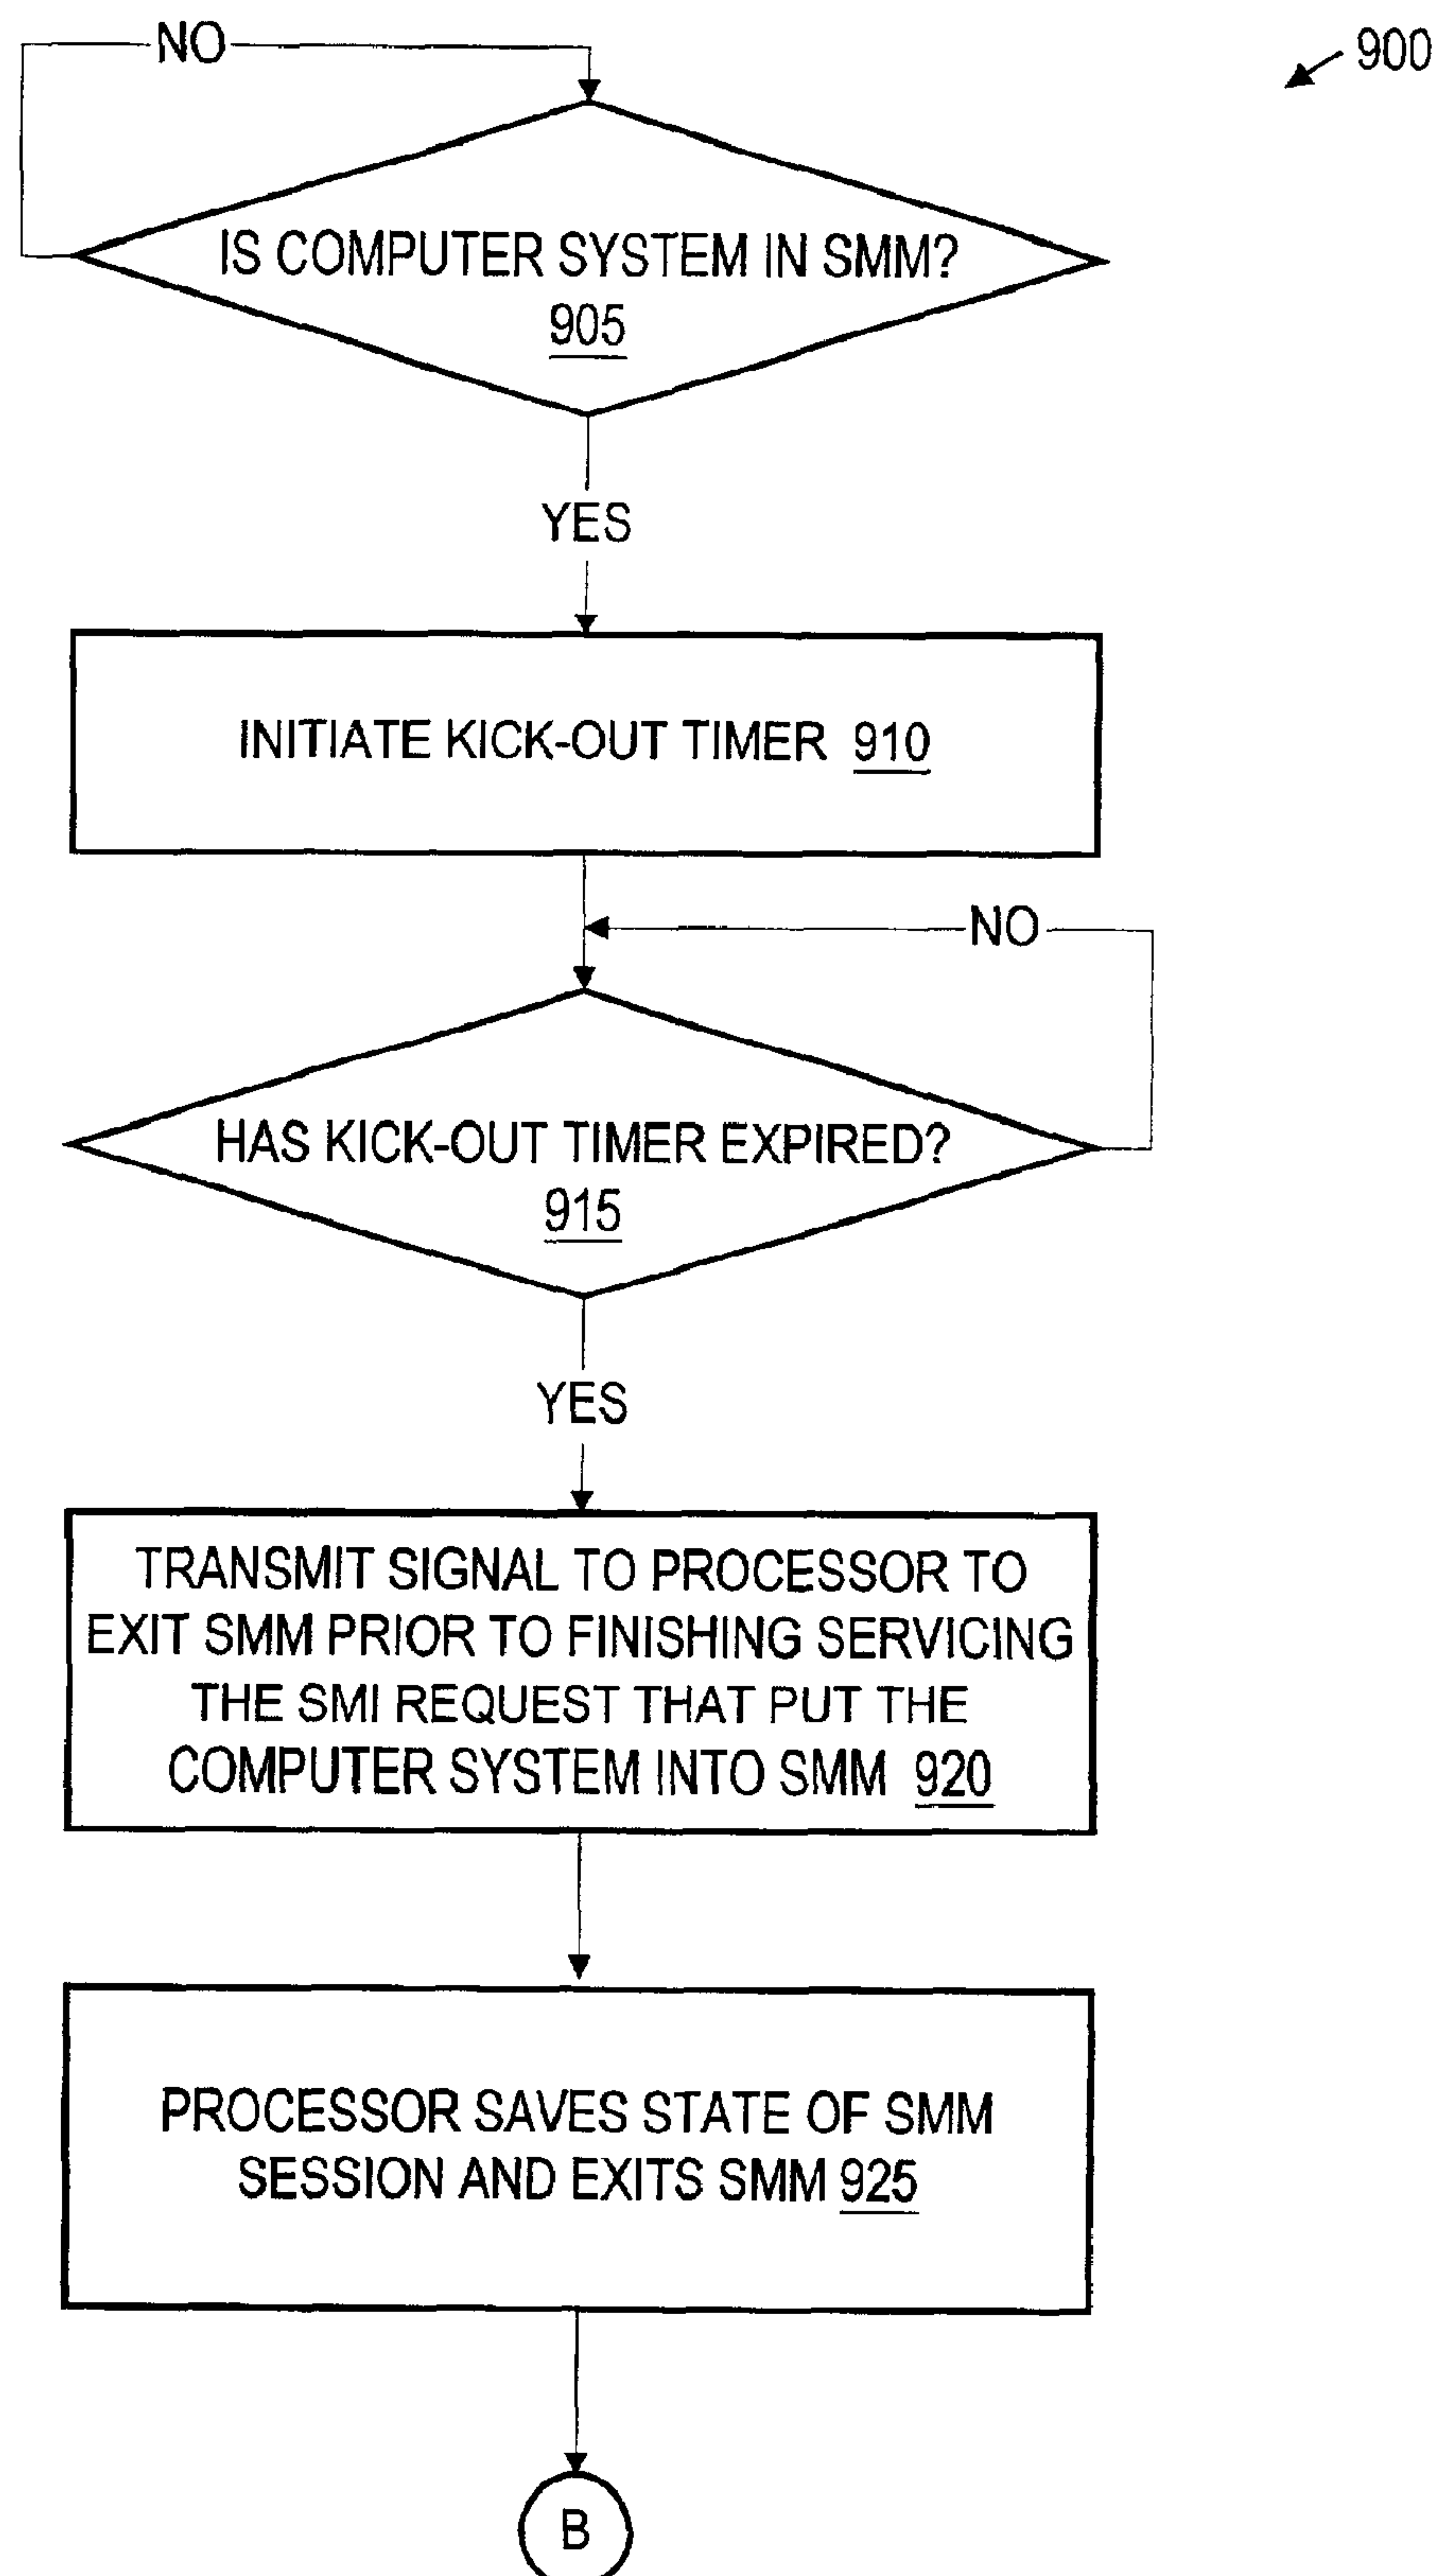 NO
900
IS COMPUTER SYSTEM IN SMM?
905
YES
INITIATE KICK-OUT TIMER 910
NO
HAS KICK-OUT TIMER EXPIRED?
915
YES
TRANSMIT SIGNAL TO PROCESSOR TO
EXIT SMM PRIOR TO FINISHING SERVICING
THE SMI REQUEST THAT PUT THE
COMPUTER SYSTEM INTO SMM 920
PROCESSOR SAVES STATE OF SMM
SESSION AND EXITS SMM 925
B